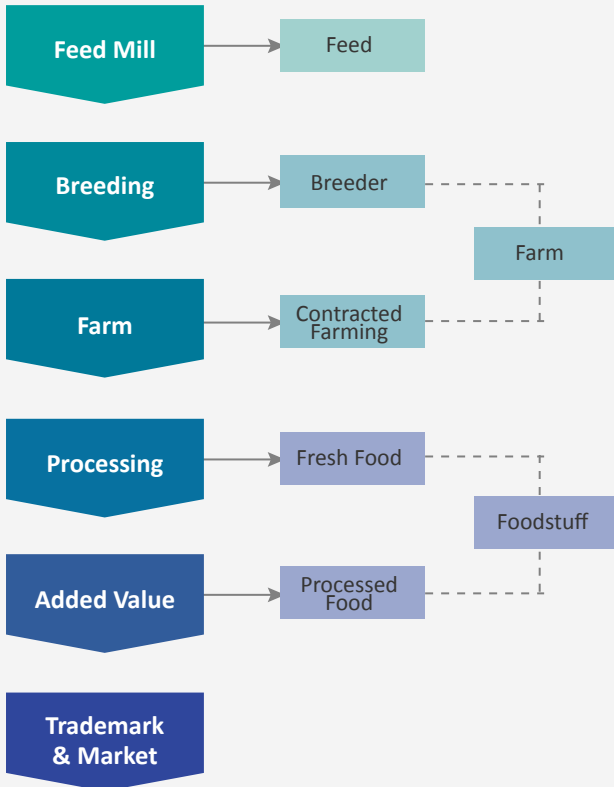 Feed Mill
Feed
Breeding
Breeder
Farm
Farm
Contracted
Farming
Processing
Fresh Food
Foodstuff
Added Value
Processed
Food
Trademark
& Market